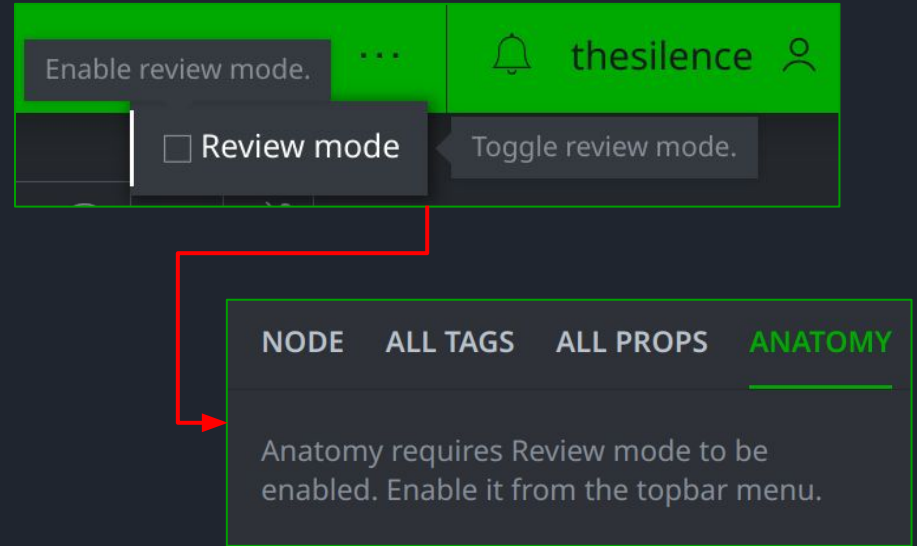 Enable review mode.
...
thesilence
Review mode
Toggle review mode.
NODE ALL TAGS ALL PROPS ANATOMY
Anatomy requires Review mode to be
enabled. Enable it from the topbar menu.